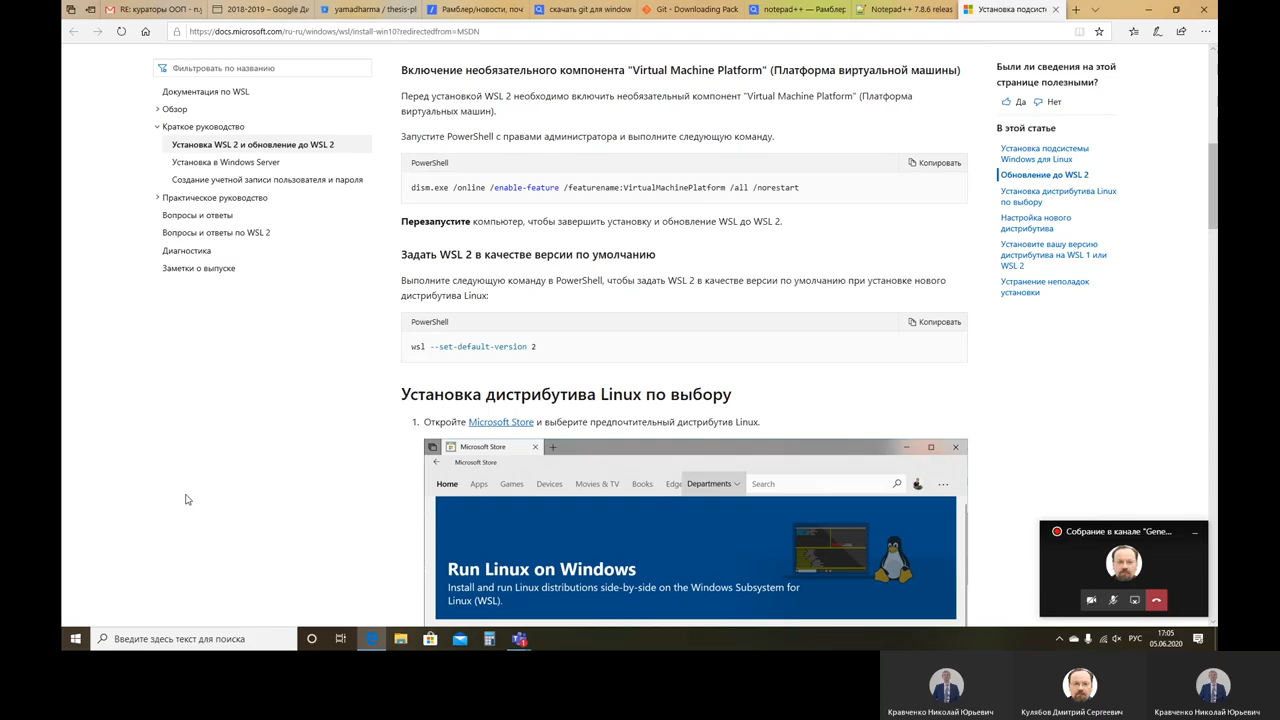 RE: кураторы ООП - п.
2018-2019 — Google Ди
yamadharma / thesis-pl
Рамблер/новости, поч
скачать git для window
Git - Downloading Pack
notepad++ — Рамблер,
Notepad++ 7.8.6 releas
Установка подсист
https://docs.microsoft.com/ru-ru/windows/wsl/install-win10?redirectedfrom=MSDN
Фильтровать по названию
Документация по WSL
Обзор
Краткое руководство
Установка WSL 2 и обновление до WSL 2
Установка в Windows Server
Создание учетной записи пользователя и пароля
Практическое руководство
Вопросы и ответы
Вопросы и ответы по WSL 2
Диагностика
Заметки о выпуске
Включение необязательного компонента "Virtual Machine Platform" (Платформа виртуальной машины)
Перед установкой WSL 2 необходимо включить необязательный компонент "Virtual Machine Platform" (Платформа
виртуальных машин).
Запустите PowerShell с правами администратора и выполните следующую команду.
PowerShell
Копировать
dism.exe /online /enable-feature /featurename:VirtualMachinePlatform /all /norestart
Перезапустите компьютер, чтобы завершить установку и обновление WSL до WSL 2.
Задать WSL 2 в качестве версии по умолчанию
Выполните следующую команду в PowerShell, чтобы задать WSL 2 в качестве версии по умолчанию при установке нового
дистрибутива Linux:
PowerShell
Копировать
wsl --set-default-version 2
Установка дистрибутива Linux по выбору
1. Откройте Microsoft Store и выберите предпочтительный дистрибутив Linux.
Microsoft Store
Microsoft Store
Home Apps Games Devices Movies & TV Books Edge Departments Search
Run Linux on Windows
Install and run Linux distributions side-by-side on the Windows Subsystem for
Linux (WSL).
Были ли сведения на этой
странице полезными?
Да Нет
В этой статье
Установка подсистемы
Windows для Linux
Обновление до WSL 2
Установка дистрибутива Linux
по выбору
Настройка нового
дистрибутива
Установите вашу версию
дистрибутива на WSL 1 или
WSL 2
Устранение неполадок
установки
Собрание в канале "Gene...
Введите здесь текст для поиска
РУС
17:05
05.06.2020
Кравченко Николай Юрьевич
Кулябов Дмитрий Сергеевич
Кравченко Николай Юрьевич